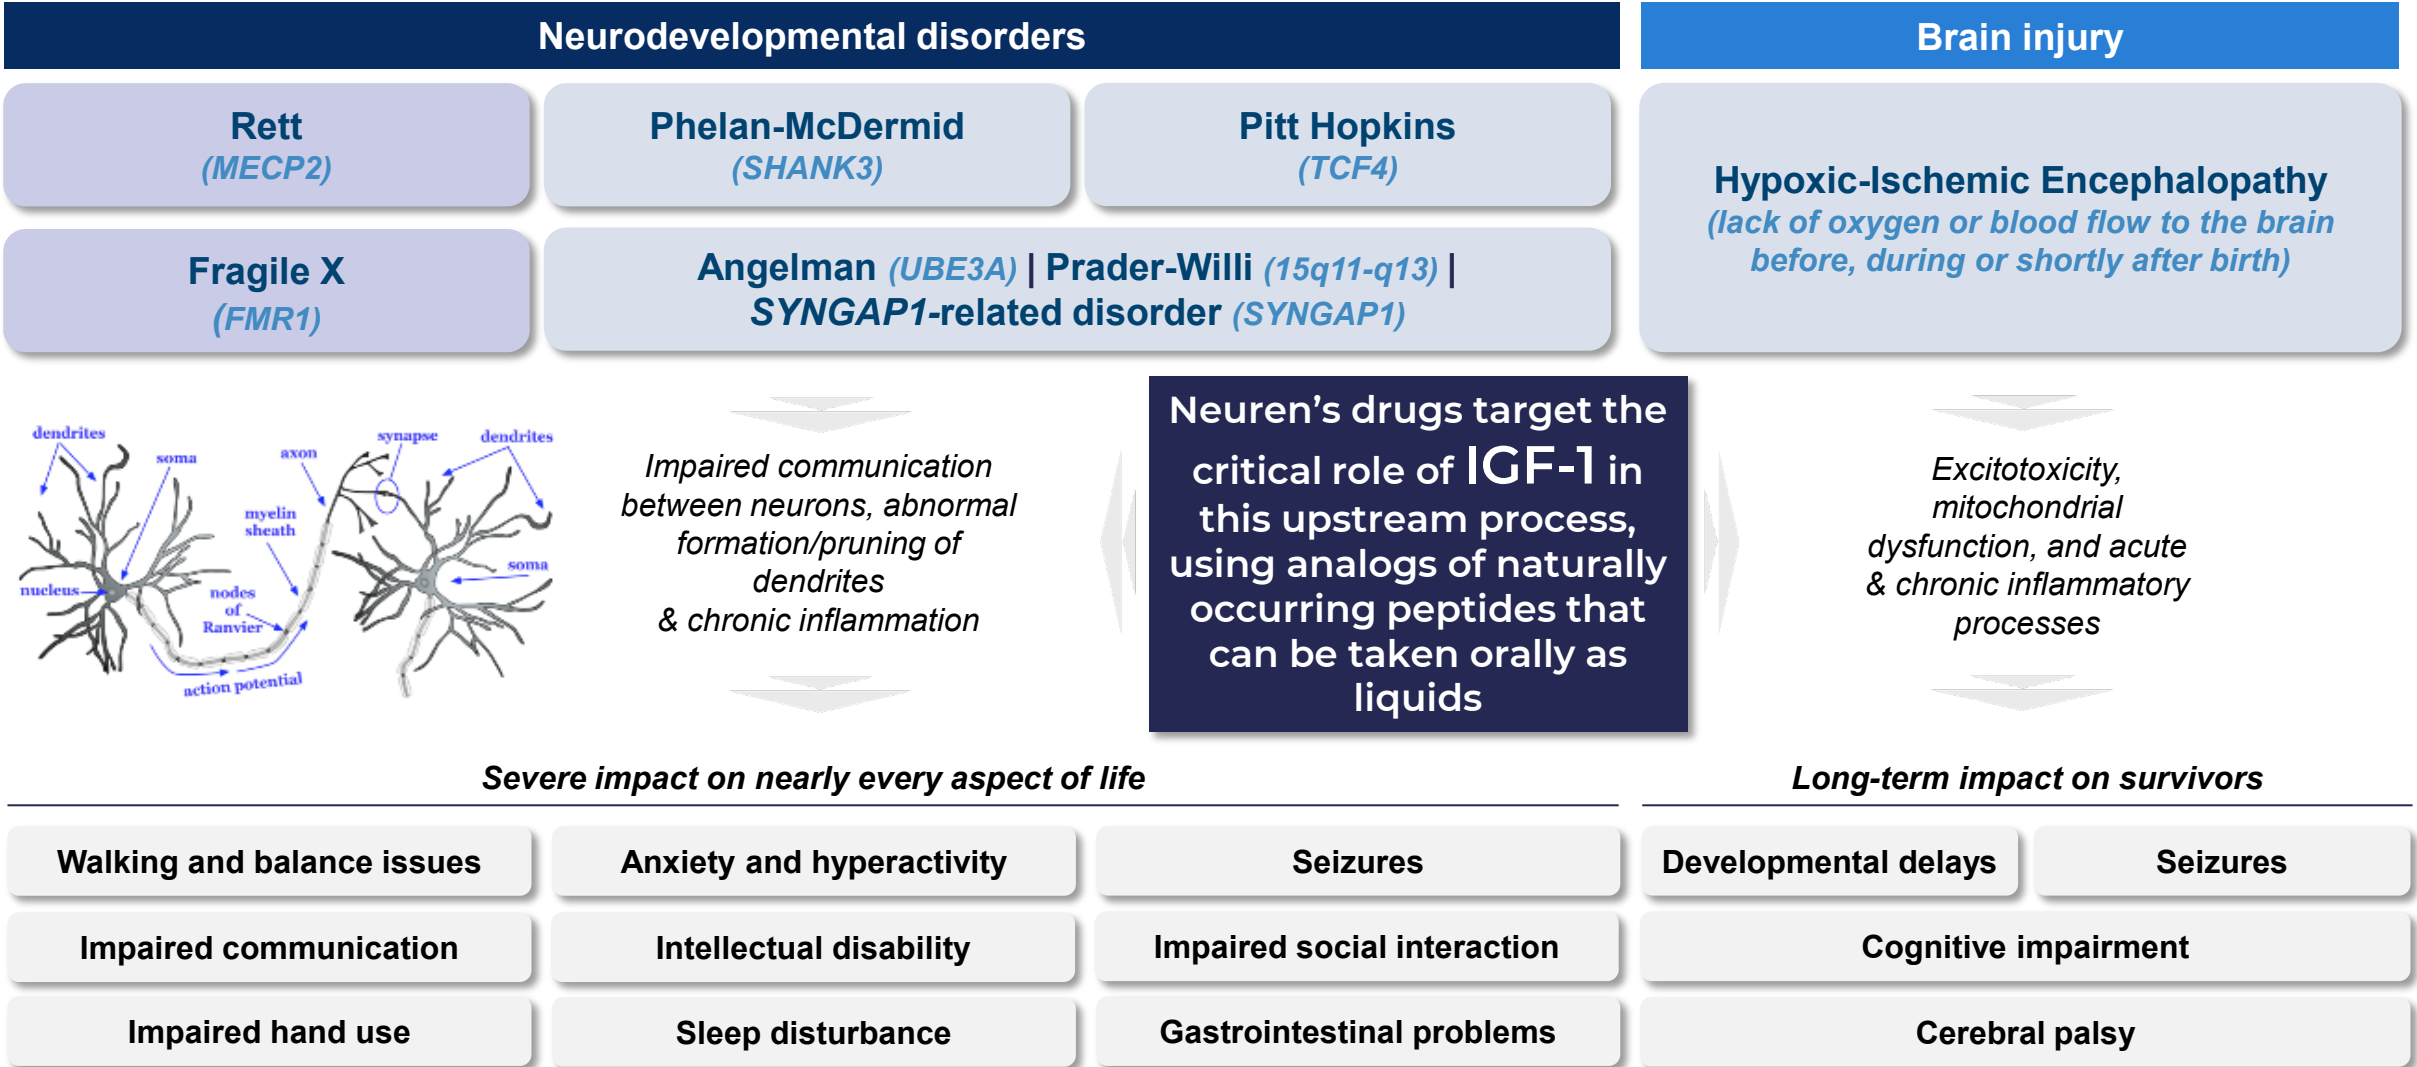 Neurodevelopmental disorders
Brain injury
Rett
(MECP2)
Phelan-McDermid
(SHANK3)
Pitt Hopkins
(TCF4)
Hypoxic-Ischemic Encephalopathy
(lack of oxygen or blood flow to the brain
before, during or shortly after birth)
Fragile X
(FMR1)
Angelman (UBE3A) | Prader-Willi (15q11-q13) |
SYNGAP1-related disorder (SYNGAP1)
dendrites
soma
axon
synapse
dendrites
myelin
sheath
nucleus
nodes
of
Ranvier
soma
action potential
Impaired communication
between neurons, abnormal
formation/pruning of
dendrites
& chronic inflammation
Neuren's drugs target the
critical role of IGF-1 in
this upstream process,
using analogs of naturally
occurring peptides that
can be taken orally as
liquids
Excitotoxicity,
mitochondrial
dysfunction, and acute
& chronic inflammatory
processes
Severe impact on nearly every aspect of life
Long-term impact on survivors
Walking and balance issues
Anxiety and hyperactivity
Seizures
Developmental delays
Seizures
Impaired communication
Intellectual disability
Impaired social interaction
Cognitive impairment
Impaired hand use
Sleep disturbance
Gastrointestinal problems
Cerebral palsy